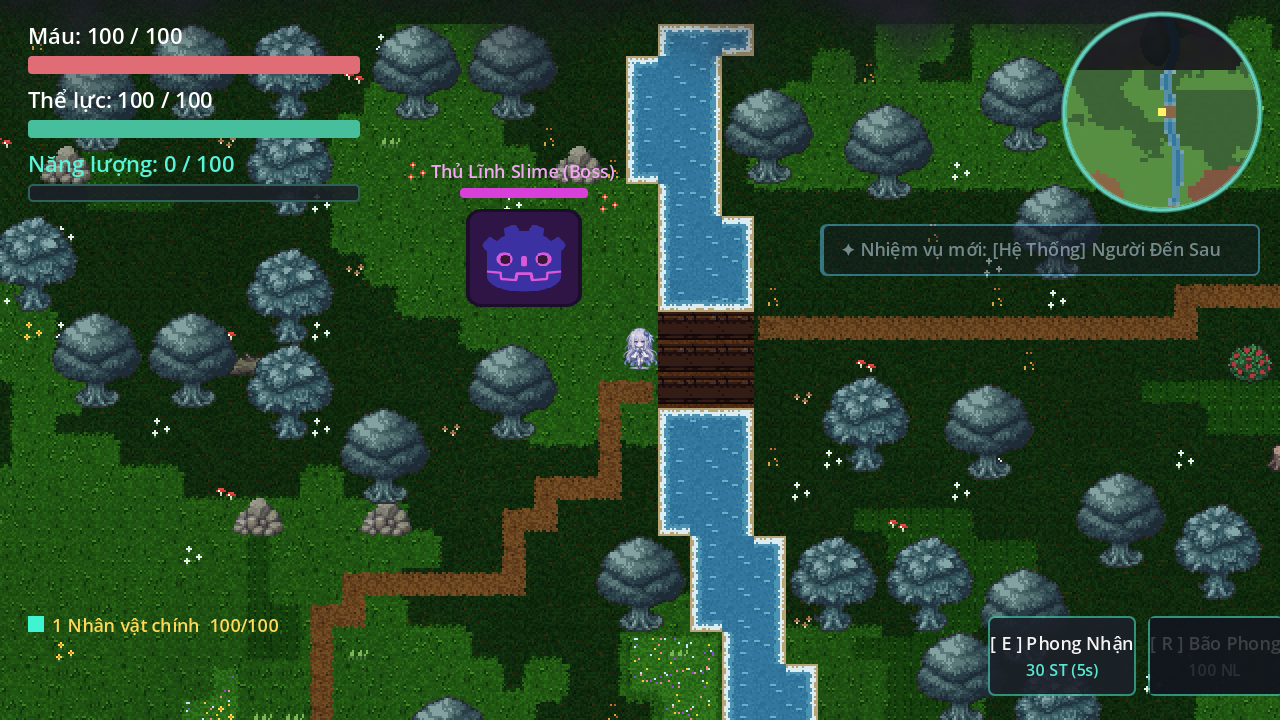 Máu: 100 / 100
Thể lực: 100 / 100
Năng lượng: 0 / 100
Thủ Lĩnh Slime (Boss)
✦ Nhiệm vụ mới: [Hệ Thống] Người Đến Sau
1 Nhân vật chính 100/100
[ E ] Phong Nhận
30 ST (5s)
[ R ] Bão Phong
100 NL